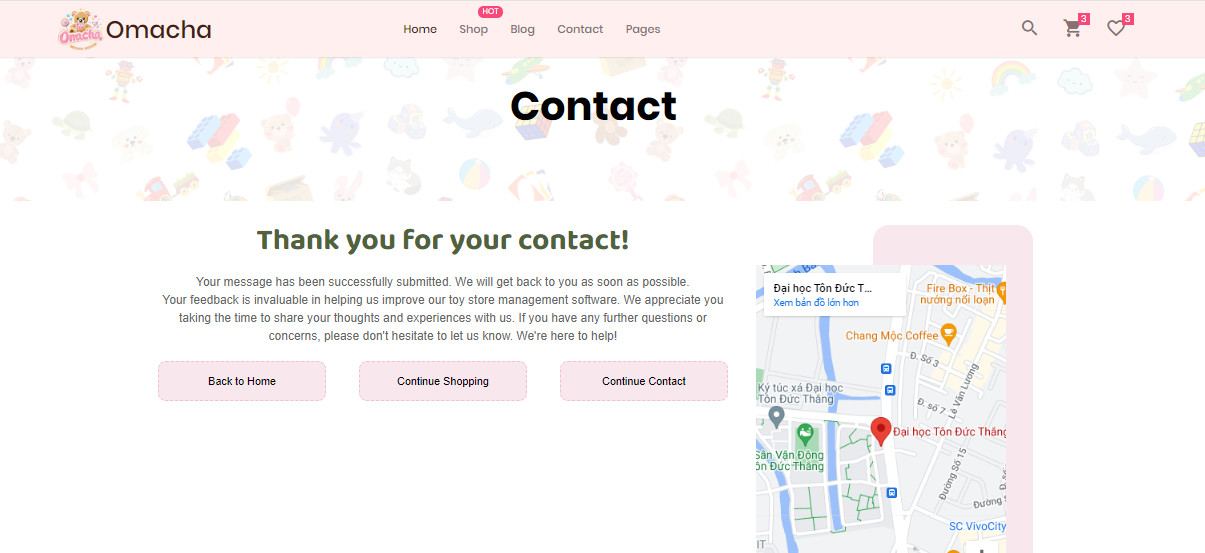 Omacha
Omacha
Home
Shop
HOT
Blog
Contact
Pages
3
3
Contact
Thank you for your contact!
Your message has been successfully submitted. We will get back to you as soon as possible.
Your feedback is invaluable in helping us improve our toy store management software. We appreciate you
taking the time to share your thoughts and experiences with us. If you have any further questions or
concerns, please don't hesitate to let us know. We're here to help!
Back to Home
Continue Shopping
Continue Contact
Đại học Tôn Đức T...
Xem bản đồ lớn hơn
Fire Box - Thịt
nướng nổi loạn
Chang Mộc Coffee
Đ. Số 3
Lê Văn Lương
Ký túc xá Đại học
Tôn Đức Thắng
Đ. số 7
Đại học Tôn Đức Thắng
Sân Vận Động
Tôn Đức Thắng
Đường Số 15
SC VivoCity